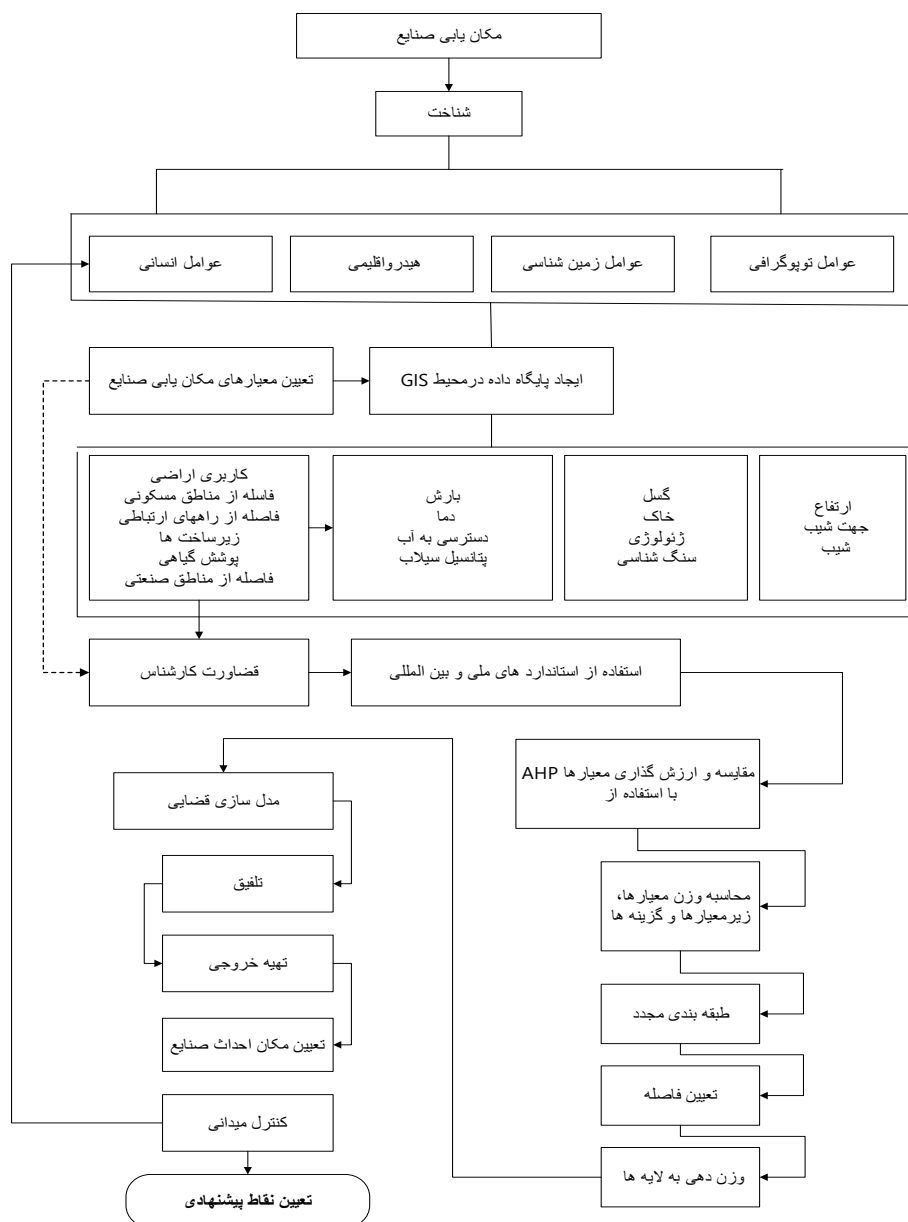 مکان یابی صنایع
شناخت
عوامل توپوگرافی
عوامل زمین شناسی
هیدرواقلیمی
عوامل انسانی
ایجاد پایگاه داده درمحیط GIS
تعیین معیارهای مکان یابی صنایع
ارتفاع
جهت شیب
شیب
گسل
خاک
ژئولوژی
سنگ شناسی
بارش
دما
دسترسی به آب
پتانسیل سیلاب
کاربری اراضی
فاسله از مناطق مسکونی
فاصله از راههای ارتباطی
زیرساخت ها
پوشش گیاهی
فاصله از مناطق صنعتی
قضاورت کارشناس
استفاده از استاندارد های ملی و بین المللی
مقایسه و ارزش گذاری معیارها AHP
با استفاده از
محاسبه وزن معیارها،
زیرمعیارها و گزینه ها
طبقه بندی مجدد
تعیین فاصله
وزن دهی به لایه ها
مدل سازی قضایی
تلفیق
تهیه خروجی
تعیین مکان احداث صنایع
کنترل میدانی
تعیین نقاط پیشنهادی